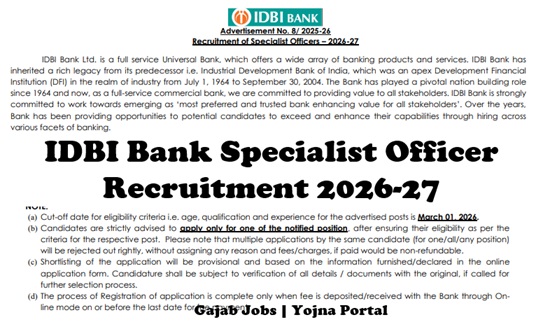 IDBI BANK
Advertisement No. 8/ 2025-26
Recruitment of Specialist Officers – 2026-27
IDBI Bank Ltd. is a full service Universal Bank, which offers a wide array of banking products and services. IDBI Bank has
inherited a rich legacy from its predecessor i.e. Industrial Development Bank of India, which was an apex Development Financial
Institution (DFI) in the realm of industry from July 1, 1964 to September 30, 2004. The Bank has played a pivotal nation building role
since 1964 and now, as a full-service commercial bank, we are committed to providing value to all stakeholders. IDBI Bank is strongly
committed to work towards emerging as 'most preferred and trusted bank enhancing value for all stakeholders'. Over the years,
Bank has been providing opportunities to potential candidates to exceed and enhance their capabilities through hiring across
various facets of banking.
IDBI Bank Specialist Officer
Recruitment 2026-27
NOTE:
(a) Cut-off date for eligibility criteria i.e. age, qualification and experience for the advertised posts is March 01, 2026.
(b) Candidates are strictly advised to apply only for one of the notified position, after ensuring their eligibility as per the
criteria for the respective post. Please note that multiple applications by the same candidate (for one/all/any position)
will be rejected out rightly, without assigning any reason and fees/charges, if paid would be non-refundable.
(c) Shortlisting of the application will be provisional and based on the information furnished/declared in the online
application form. Candidature shall be subject to verification of all details / documents with the original, if called for
further selection process.
(d) The process of Registration of application is complete only when fee is deposited/received with the Bank through On-
line mode on or before the last date for
Gajab Jobs | Yojna Portal